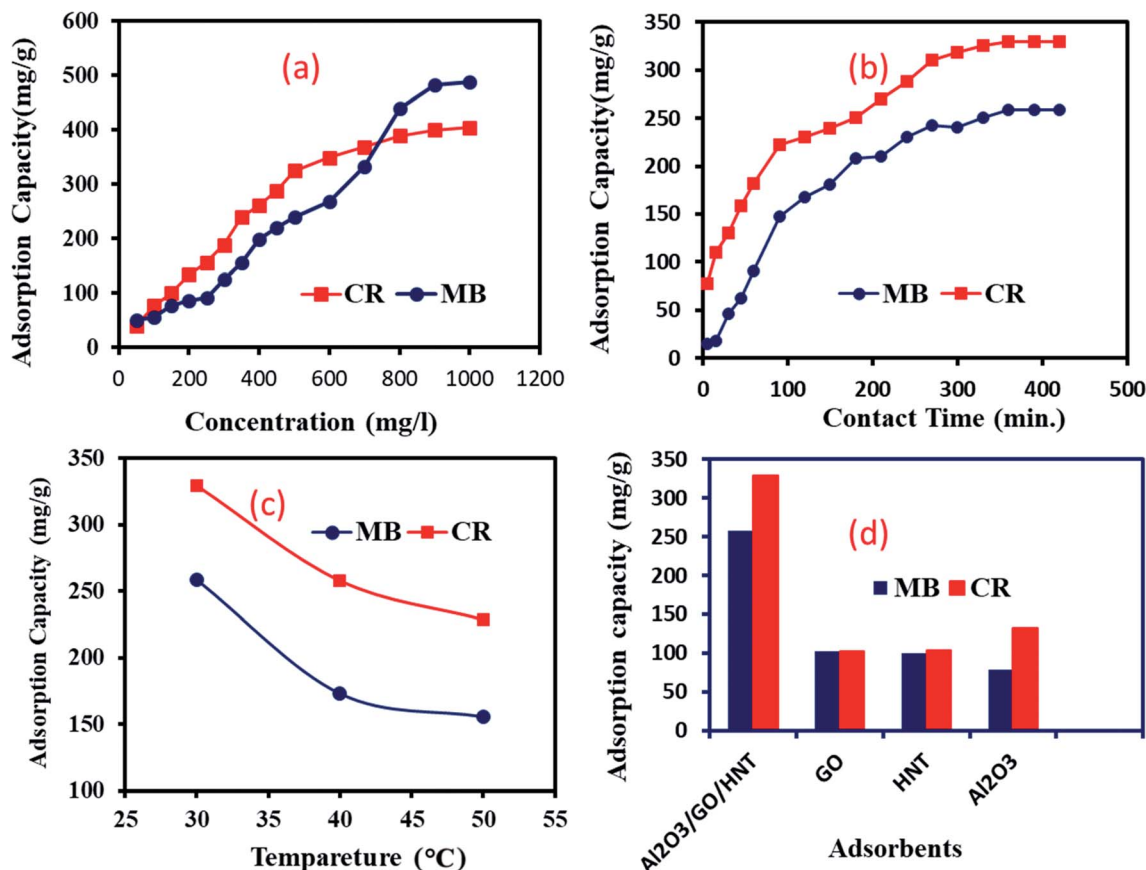 600
500
400
300
200
100
0
Adsorption Capacity(mg/g)
(a)
CR
MB
0 200 400 600 800 1000 1200
Concentration (mg/l)
350
300
250
200
150
100
50
0
Adsorption Capacity(mg/g)
(b)
MB
CR
0 100 200 300 400 500
Contact Time (min.)
350
300
250
200
150
100
Adsorption Capacity (mg/g)
(c)
MB
CR
25 30 35 40 45 50 55
Tempareture (°C)
350
300
250
200
150
100
50
0
Adsorption capacity (mg/g)
(d)
MB
CR
Al2O3/GO/HNT
GO
HNT
Al2O3
Adsorbents